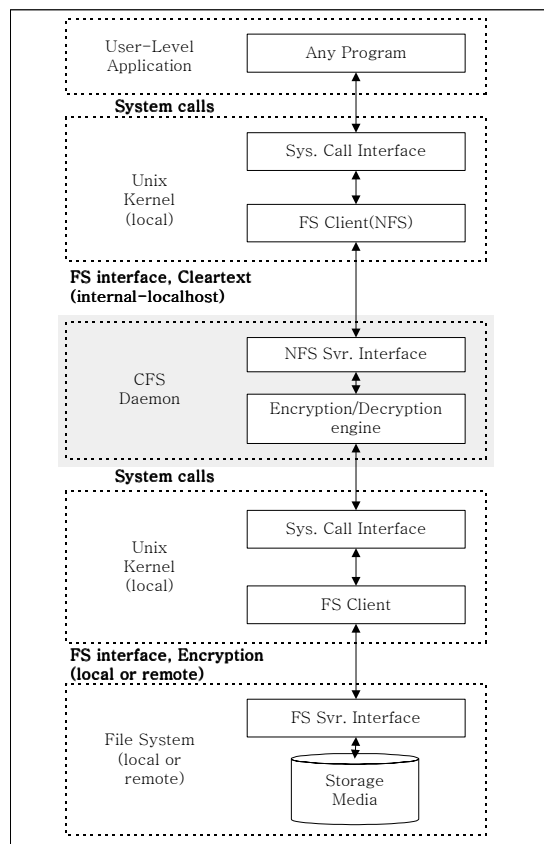 User-Level
Application
Any Program
System calls
Sys. Call Interface
Unix
Kernel
(local)
FS Client(NFS)
FS interface, Cleartext
(internal-localhost)
NFS Svr. Interface
CFS
Daemon
Encryption/Decryption
engine
System calls
Sys. Call Interface
Unix
Kernel
(local)
FS Client
FS interface, Encryption
(local or remote)
FS Svr. Interface
File System
(local or
remote)
Storage
Media